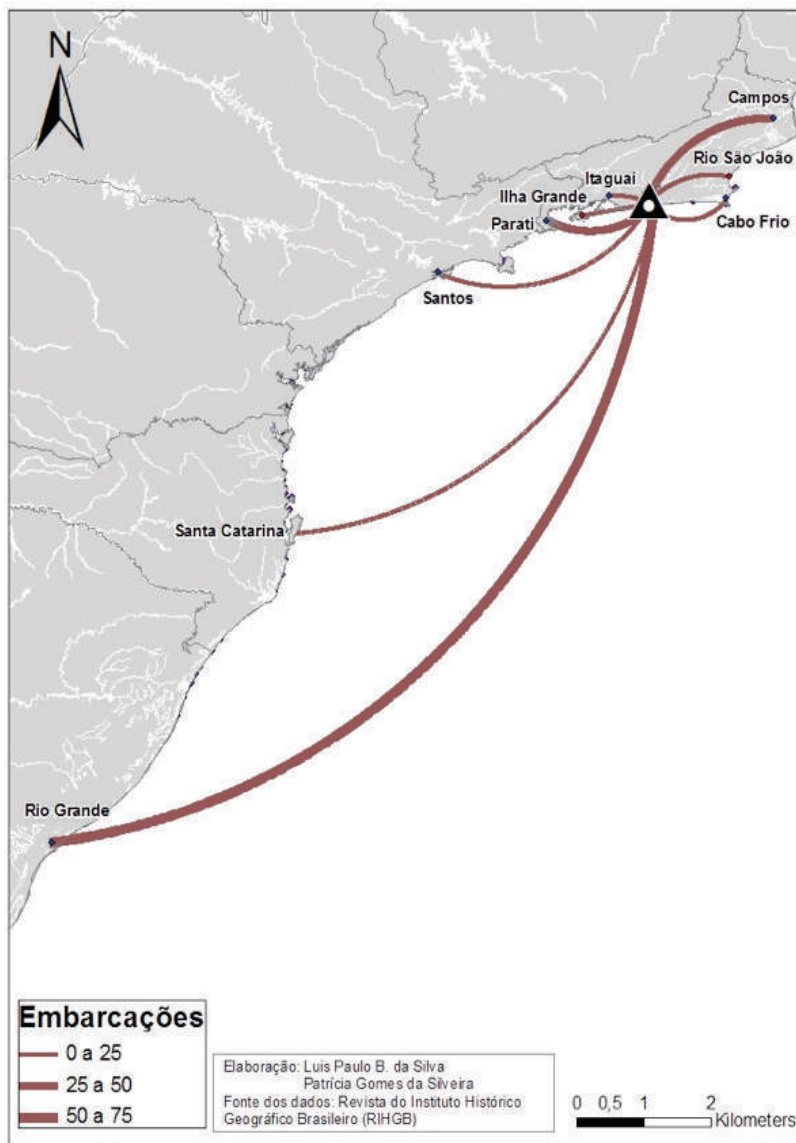 N
Campos
Rio São João
Itaguai
Ilha Grande
Parati
Cabo Frio
Santos
Santa Catarina
Rio Grande
Embarcações
0 a 25
25 a 50
50 a 75
Elaboração: Luis Paulo B. da Silva
Patrícia Gomes da Silveira
Fonte dos dados: Revista do Instituto Histórico
Geográfico Brasileiro (RIHGB)
0 0,5 1 2
Kilometers